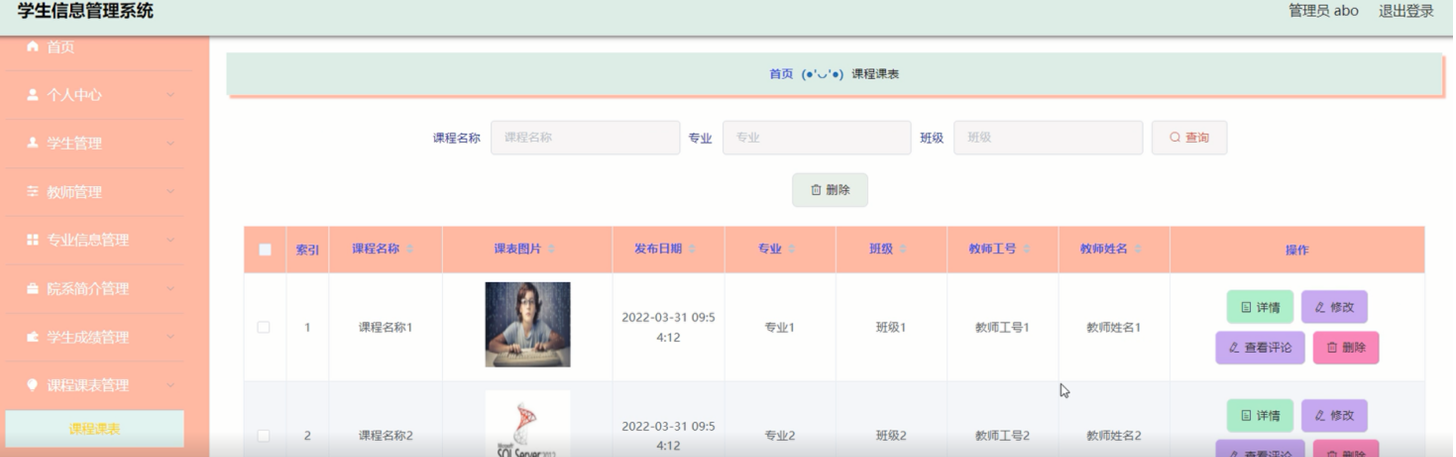 学生信息管理系统
管理员 abo 退出登录
首页
个人中心
学生管理
教师管理
专业信息管理
院系简介管理
学生成绩管理
课程课表管理
课程课表
首页 (●'◡'●) 课程课表
课程名称 课程名称 专业 专业 班级 班级 查询
删除
索引 课程名称 课表图片 发布日期 专业 班级 教师工号 教师姓名 操作
1 课程名称1 2022-03-31 09:5 专业1 班级1 教师工号1 教师姓名1 详情 修改
4:12
查看评论 删除
2 课程名称2 2022-03-31 09:5 专业2 班级2 教师工号2 教师姓名2 详情 修改
4:12
SQL Server2012
查看评论 删除